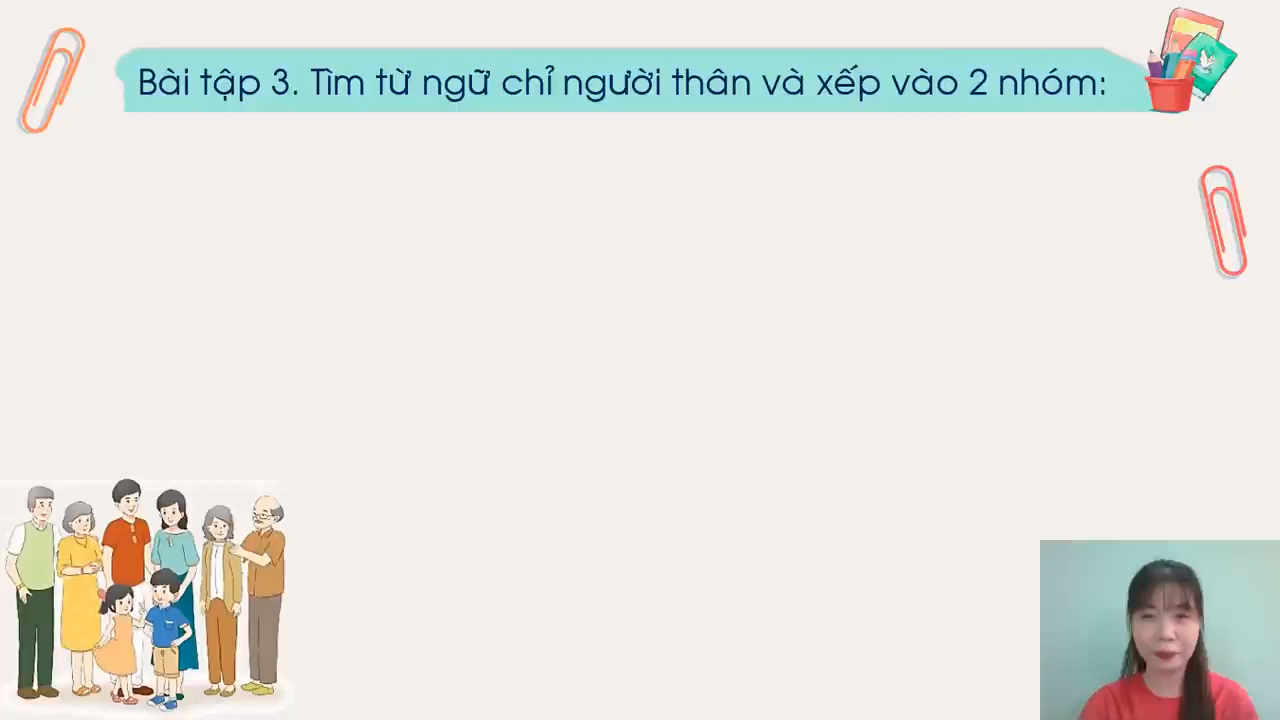 Bài tập 3. Tìm từ ngữ chỉ người thân và xếp vào 2 nhóm: